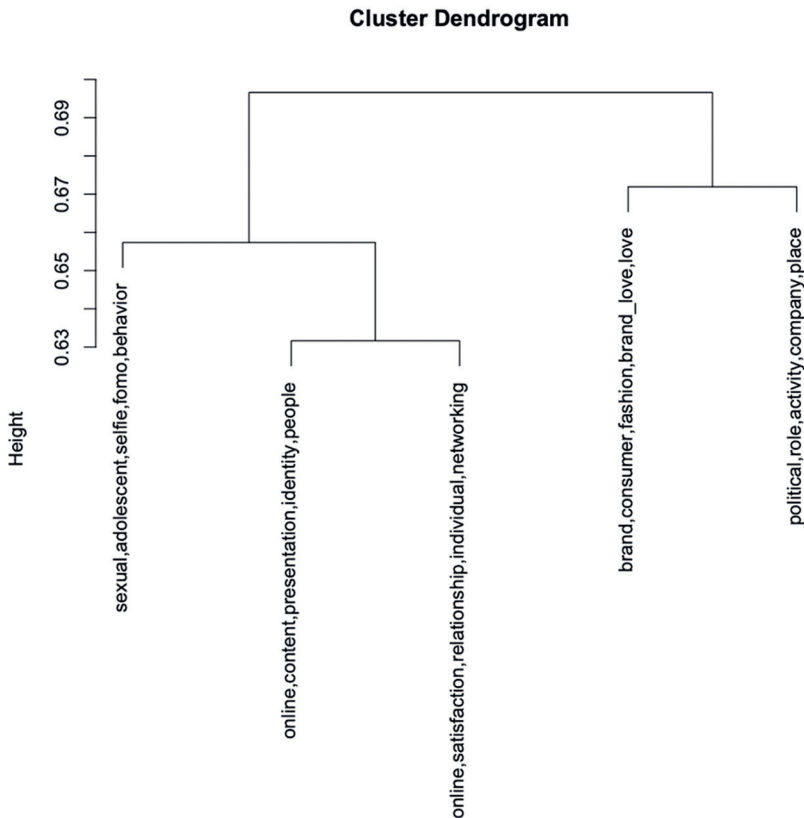 Cluster Dendrogram
Height
0.69
0.67
0.65
0.63
sexual,adolescent,selfie,fomo,behavior
online,content,presentation,identity,people
online,satisfaction,relationship,individual,networking
brand,consumer,fashion,brand_love,love
political,role,activity,company,place